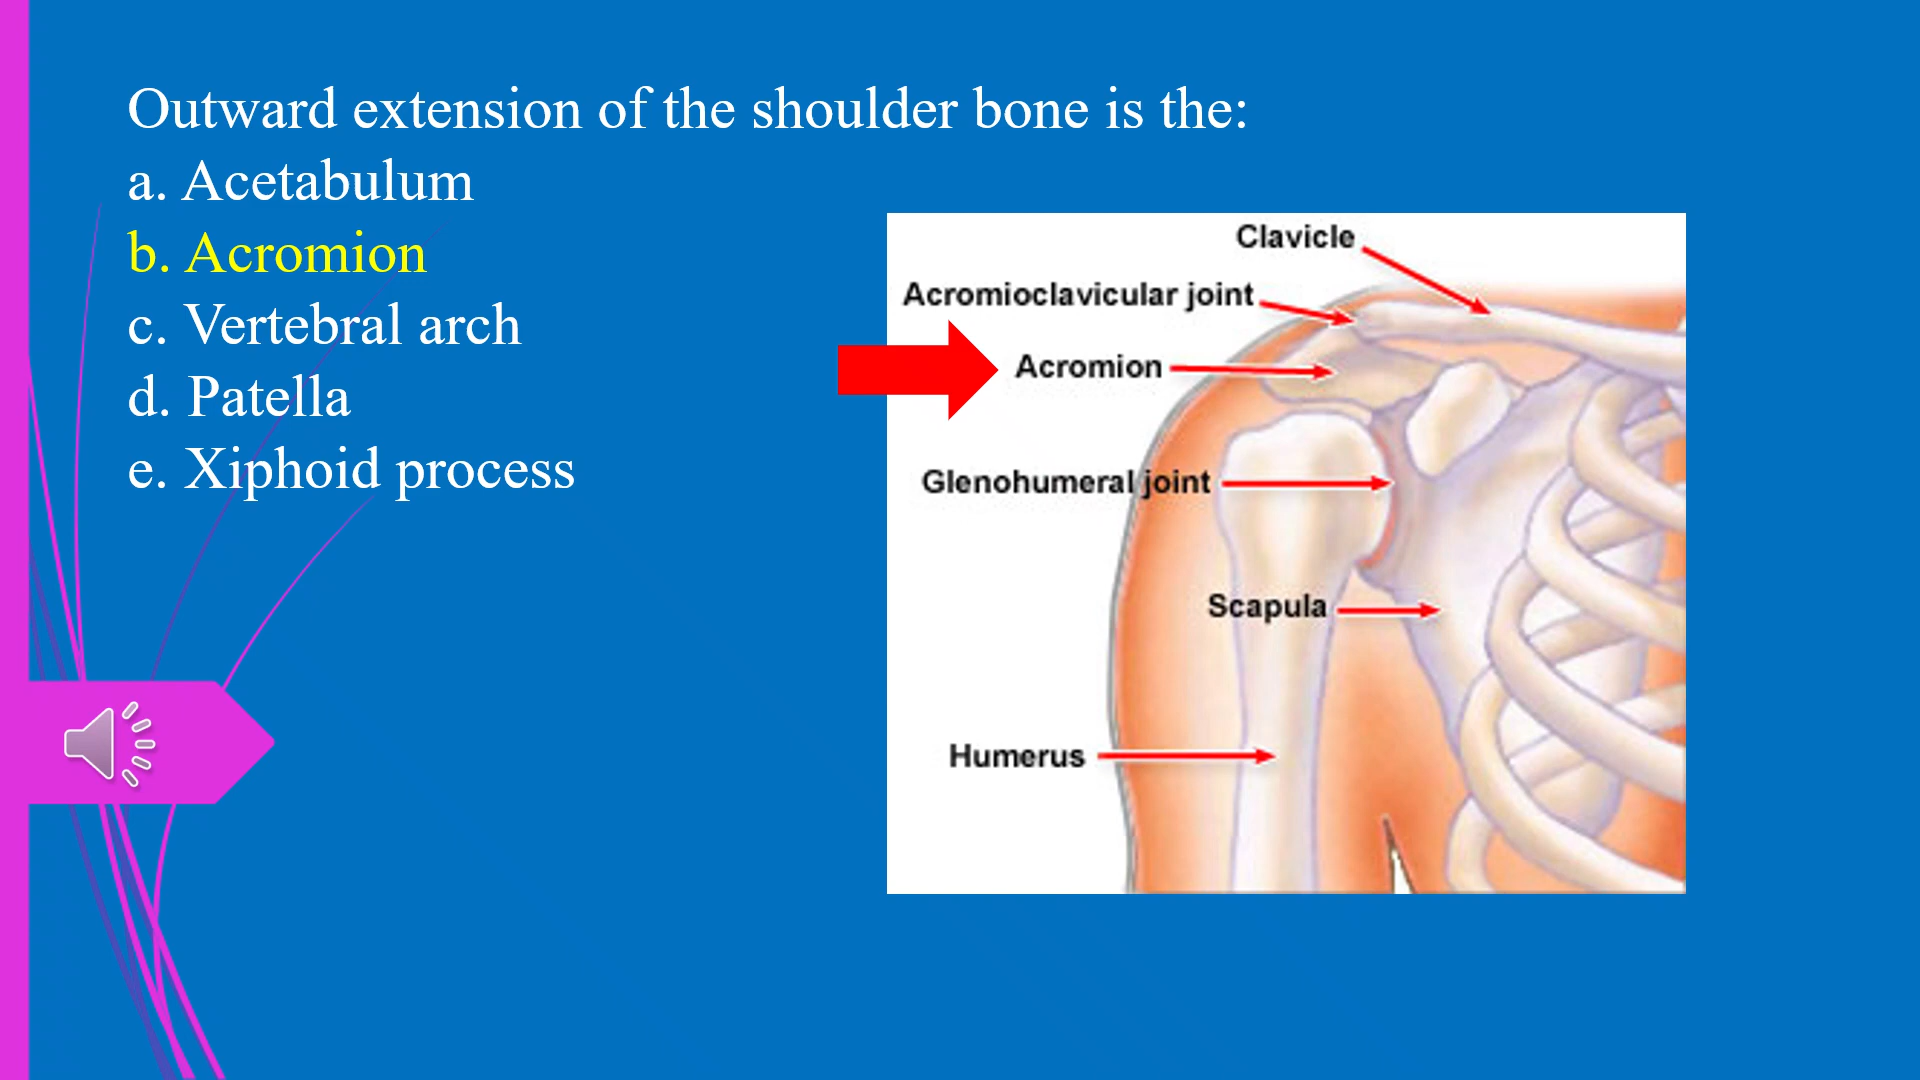 Outward extension of the shoulder bone is the:
a. Acetabulum
b. Acromion
c. Vertebral arch
d. Patella
e. Xiphoid process
Clavicle
Acromioclavicular joint
Acromion
Glenohumeral joint
Scapula
Humerus